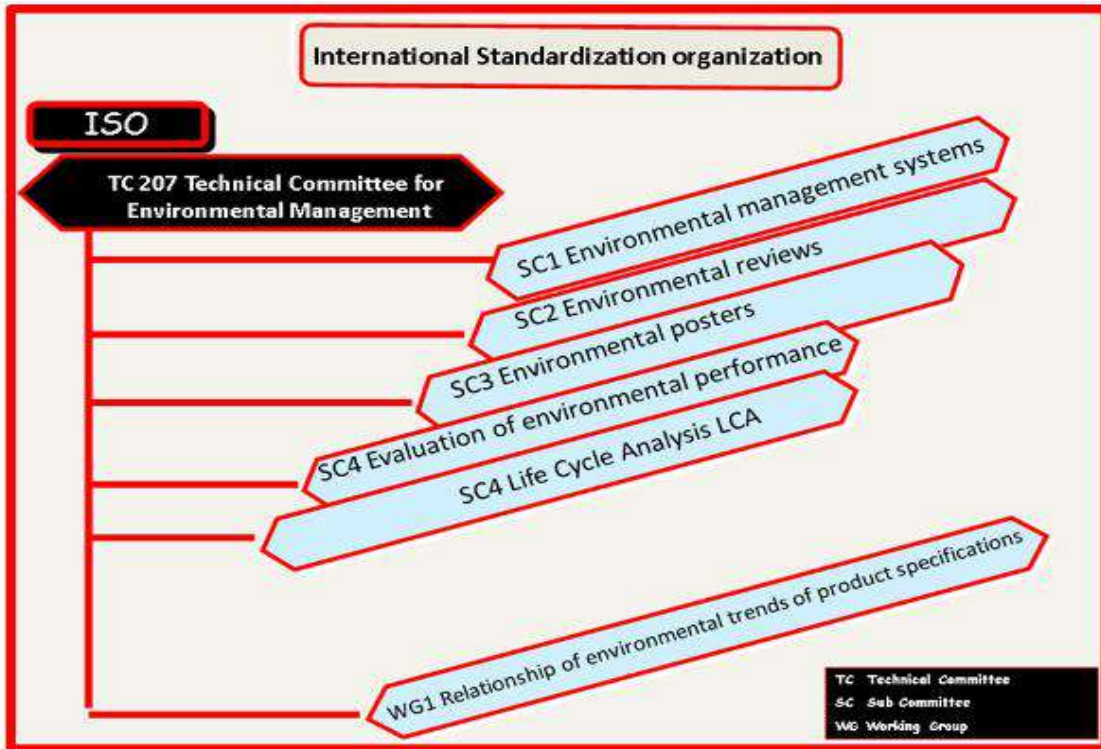 International Standardization organization
ISO
TC 207 Technical Committee for
Environmental Management
SC1 Environmental management systems
SC2 Environmental reviews
SC3 Environmental posters
SC4 Evaluation of environmental performance
SC4 Life Cycle Analysis LCA
WG1 Relationship of environmental trends of product specifications
TC Technical Committee
SC Sub Committee
WG Working Group